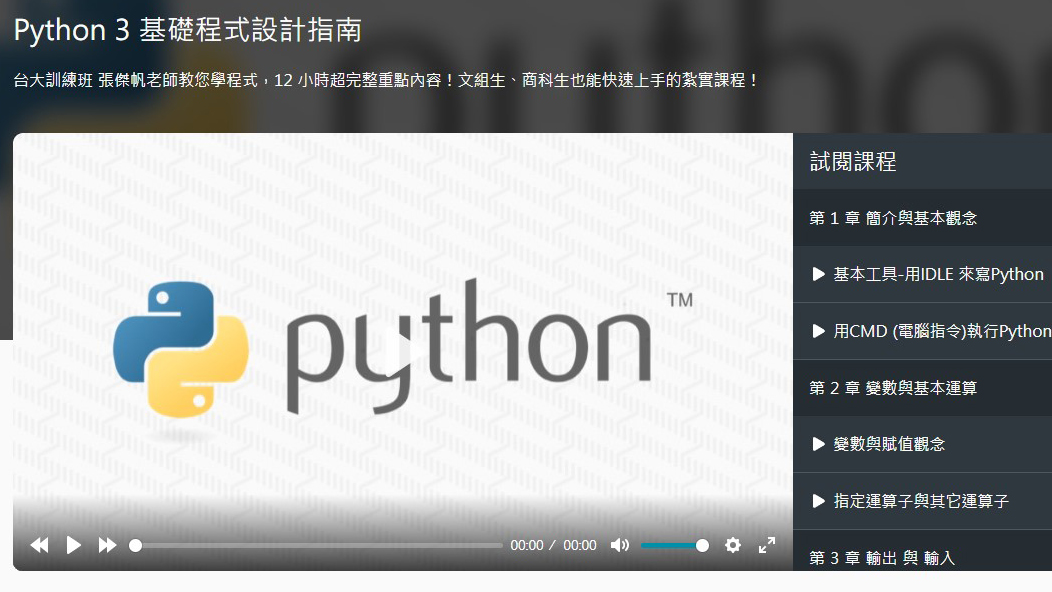 Python 3 基礎程式設計指南
台大訓練班 張傑帆老師教您學程式，12 小時超完整重點內容！文組生、商科生也能快速上手的紮實課程！
python TM
00:00 / 00:00
試閱課程
第 1 章 簡介與基本觀念
基本工具-用IDLE 來寫Python
用CMD (電腦指令)執行Python
第 2 章 變數與基本運算
變數與賦值觀念
指定運算子與其它運算子
第 3 章 輸出 與 輸入